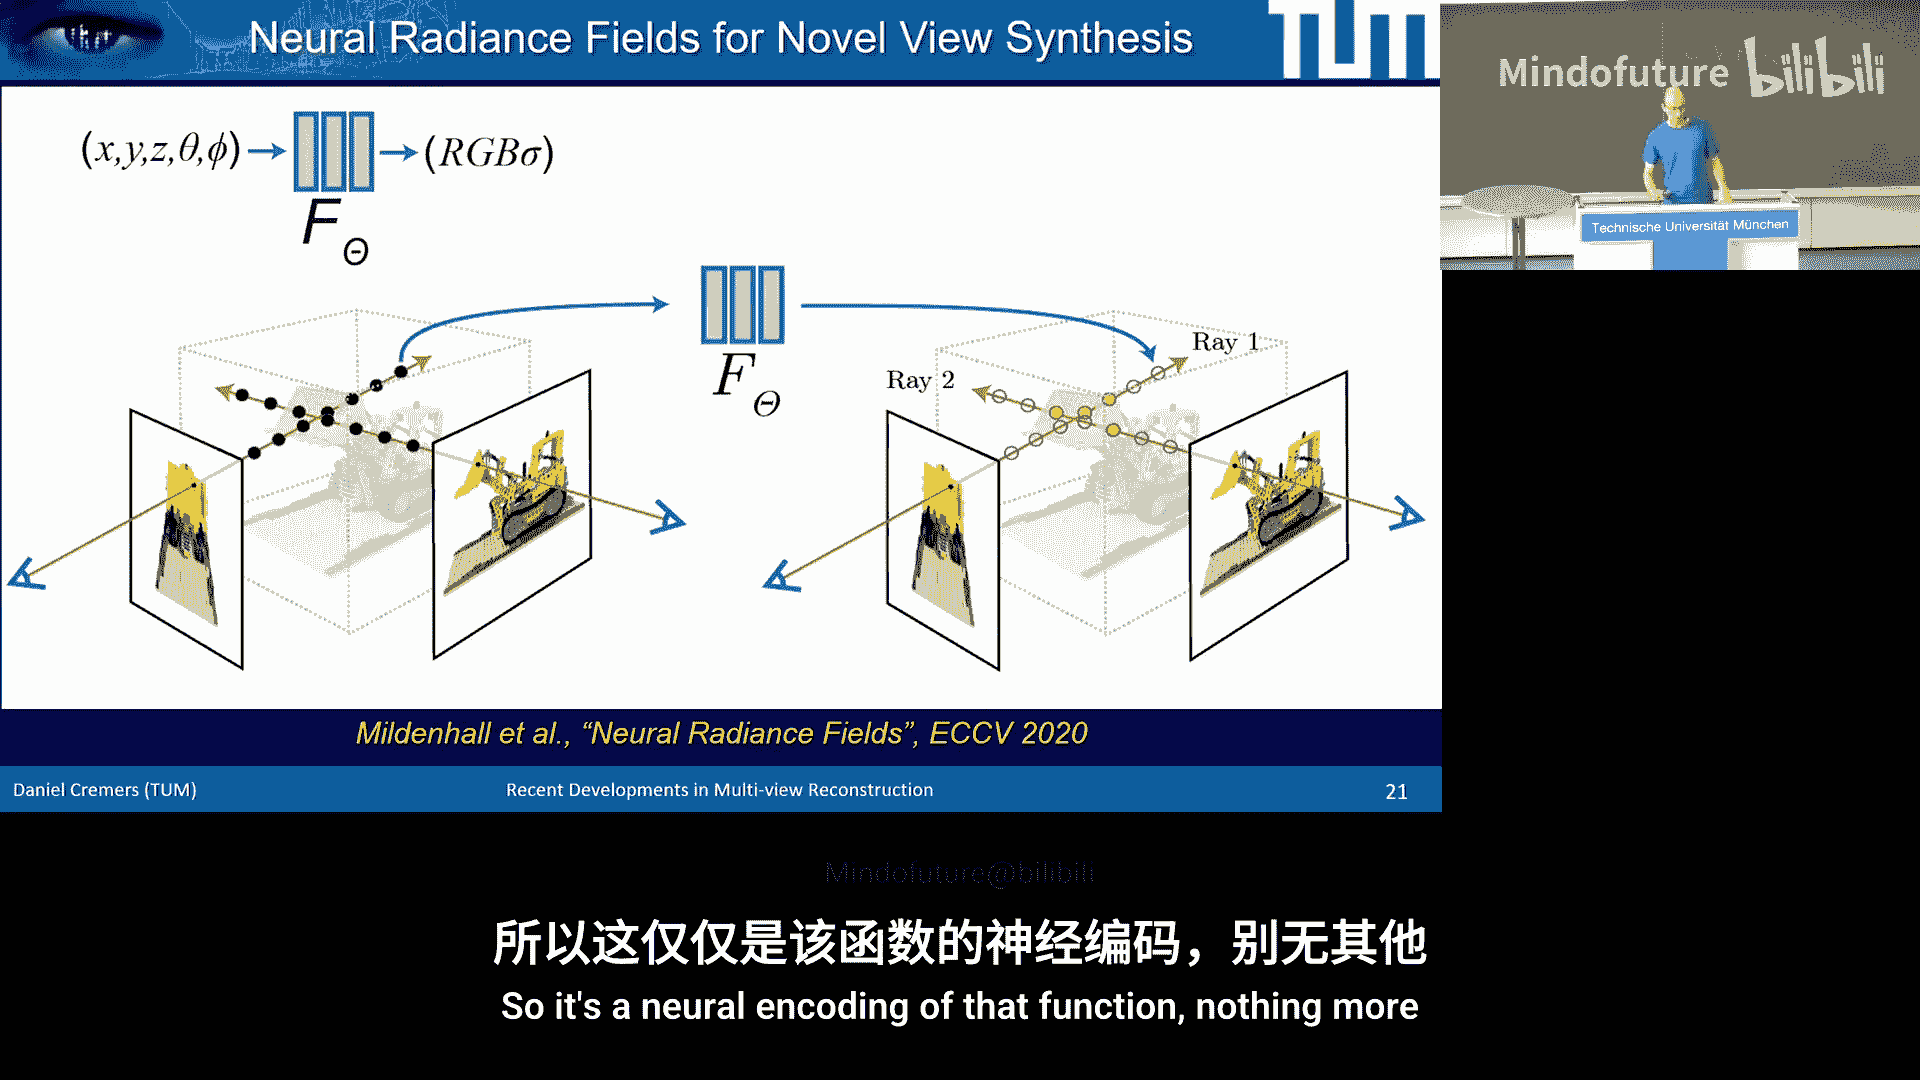 Neural Radiance Fields for Novel View Synthesis
TUM
Mindofuture bilibili
Technische Universität München
(x,y,z,θ,ϕ) → → (RGBσ)
F_Θ
F_Θ
Ray 1
Ray 2
Mildenhall et al., “Neural Radiance Fields”, ECCV 2020
Daniel Cremers (TUM)
Recent Developments in Multi-view Reconstruction
21
Mindofuture@bilibili
所以这仅仅是该函数的神经编码，别无其他
So it's a neural encoding of that function, nothing more